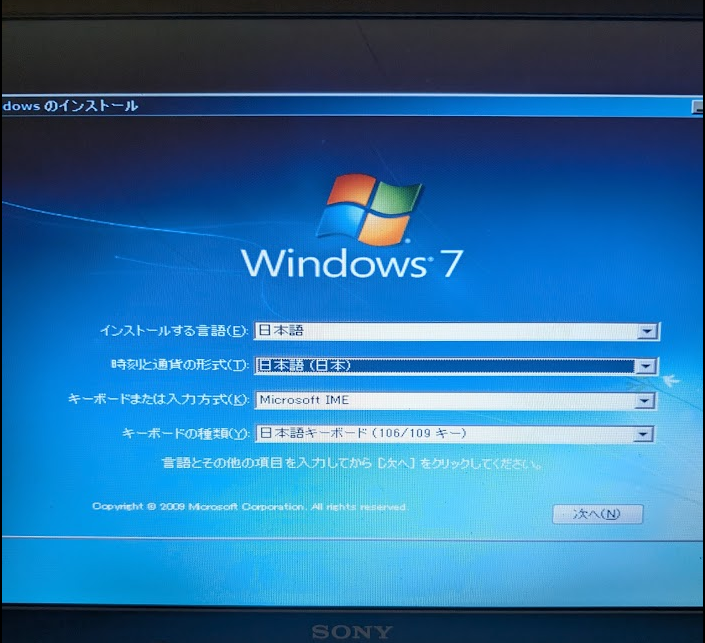 dows のインストール
Windows 7
インストールする言語(E): 日本語
時刻と通貨の形式(T): 日本語 (日本)
キーボードまたは入力方式(K): Microsoft IME
キーボードの種類(Y): 日本語キーボード (106/109 キー)
言語とその他の項目を入力してから [次へ] をクリックしてください。
Copyright © 2009 Microsoft Corporation. All rights reserved.
次へ(N)
SONY